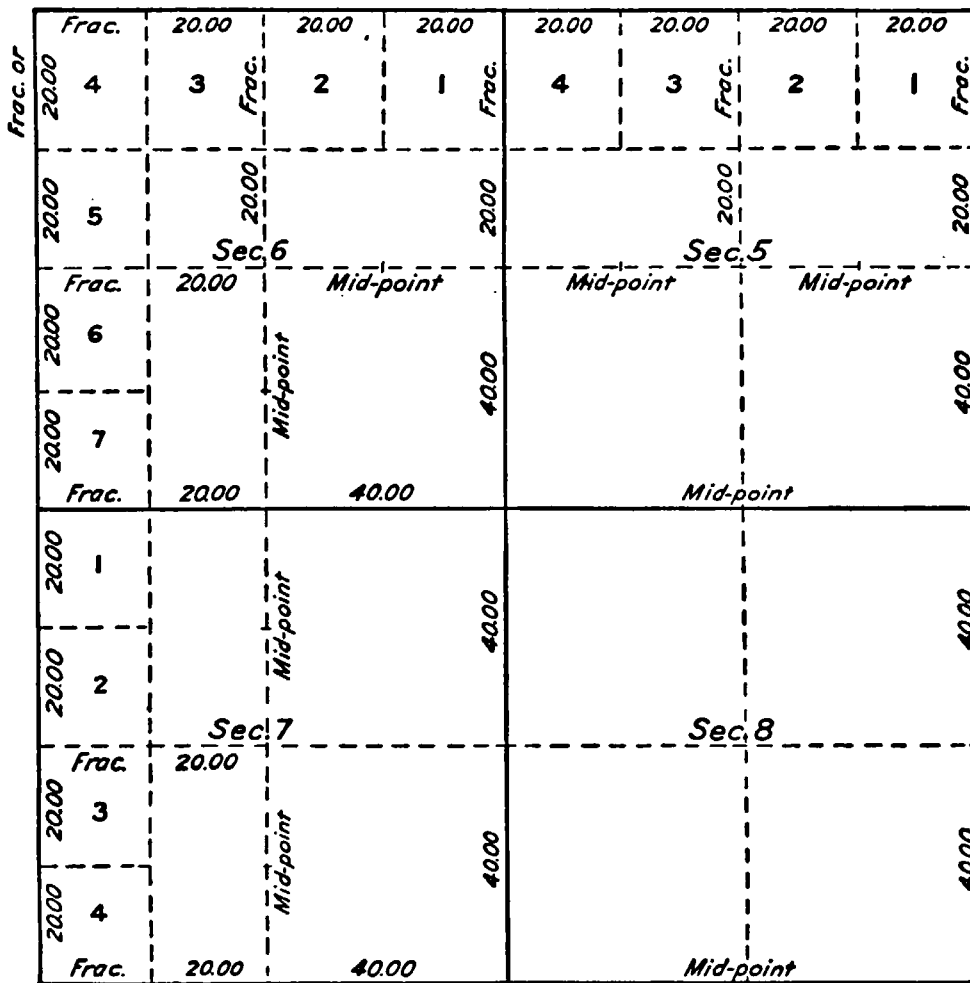 Frac. 20.00 20.00 20.00 20.00 20.00 20.00 20.00
Frac. or 20.00 4 3 Frac. 2 1 Frac. 4 3 Frac. 2 1 Frac.
20.00 5 20.00 20.00 20.00 20.00
Sec. 6 Sec. 5
Frac. 20.00 Mid-point Mid-point Mid-point
20.00 6 Mid-point 40.00 40.00
20.00 7
Frac. 20.00 40.00 Mid-point
20.00 1 Mid-point 40.00 40.00
20.00 2
Sec. 7 Sec. 8
Frac. 20.00
20.00 3 Mid-point 40.00 40.00
20.00 4
Frac. 20.00 40.00 Mid-point